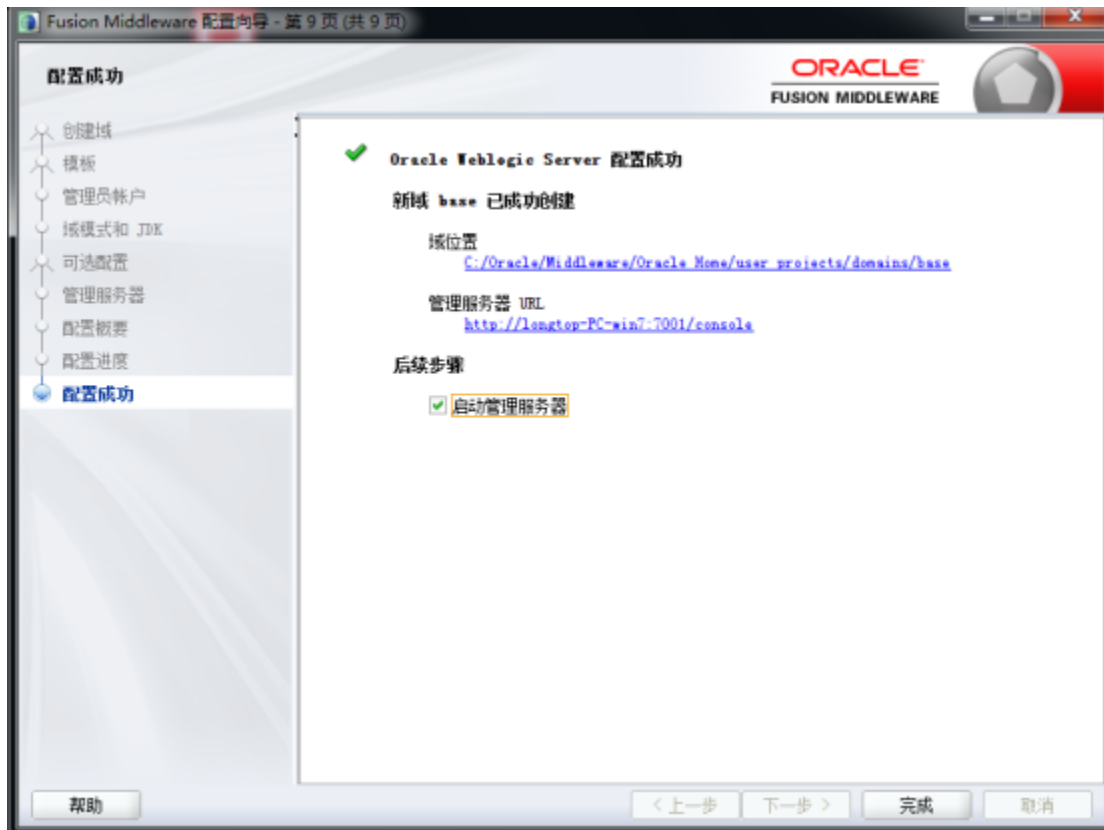 Fusion Middleware 配置向导 - 第 9 页 (共 9 页)
配置成功
ORACLE
FUSION MIDDLEWARE
创建域
模板
管理员帐户
域模式和 JDK
可选配置
管理服务器
配置概要
配置进度
配置成功
Oracle Weblogic Server 配置成功
新域 base 已成功创建
域位置
C:/Oracle/Middleware/Oracle_Home/user_projects/domains/base
管理服务器 URL
http://longtop-PC-win7:7001/console
后续步骤
启动管理服务器
帮助
< 上一步
下一步 >
完成
取消